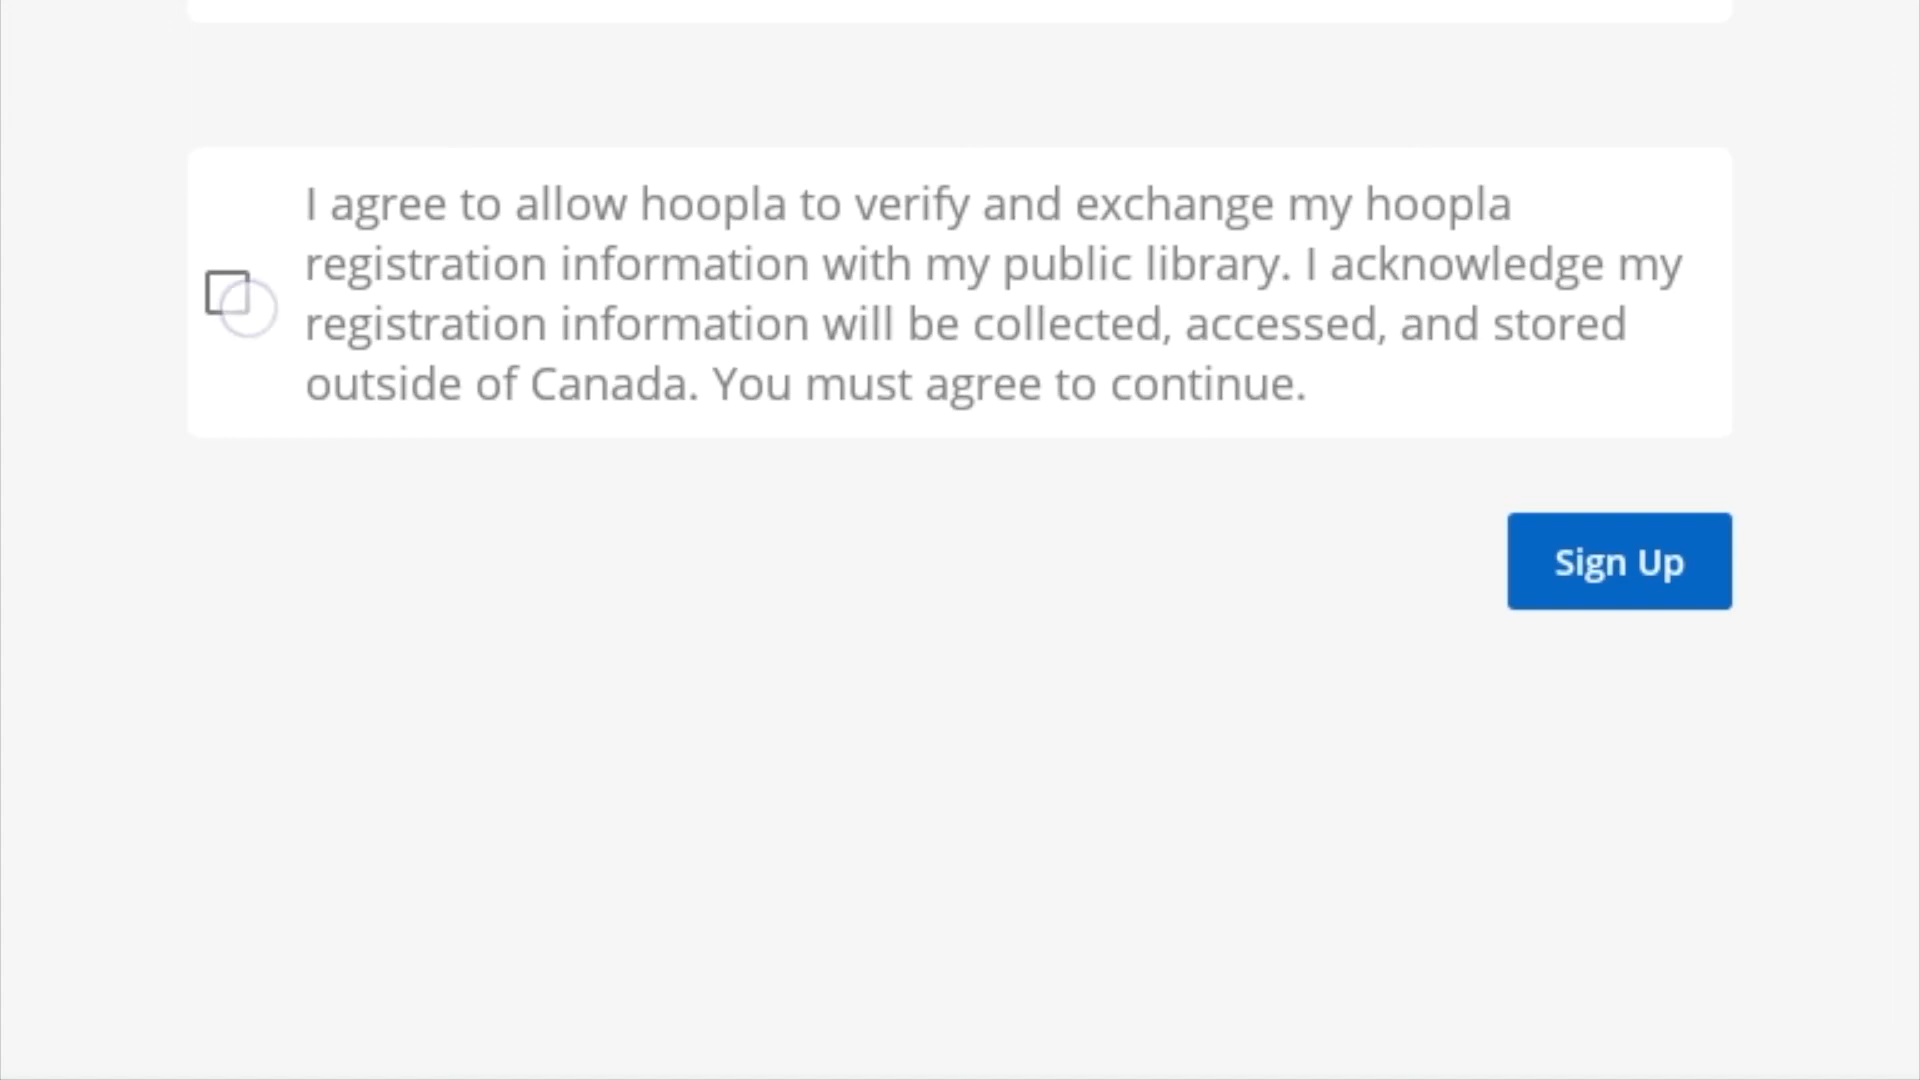 I agree to allow hoopla to verify and exchange my hoopla
registration information with my public library. I acknowledge my
registration information will be collected, accessed, and stored
outside of Canada. You must agree to continue.
Sign Up